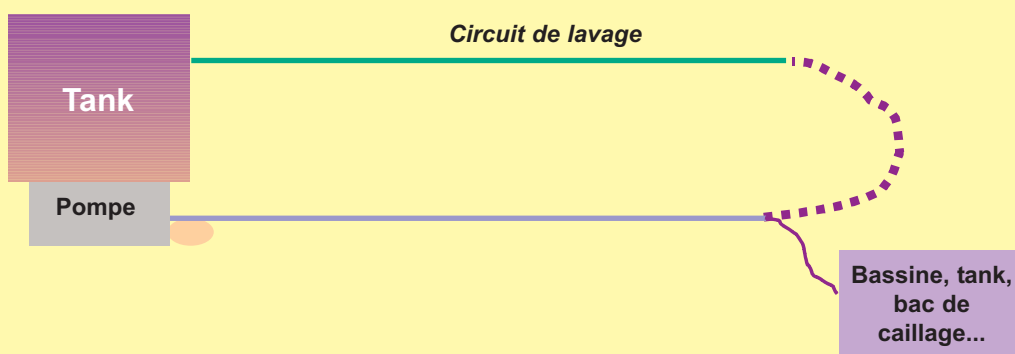 Circuit de lavage
Tank
Pompe
Bassine, tank,
bac de
caillage...